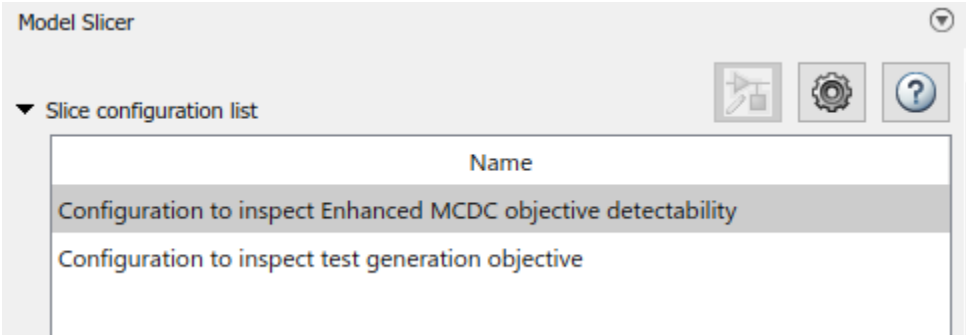 Model Slicer
Slice configuration list
?
Name
Configuration to inspect Enhanced MCDC objective detectability
Configuration to inspect test generation objective